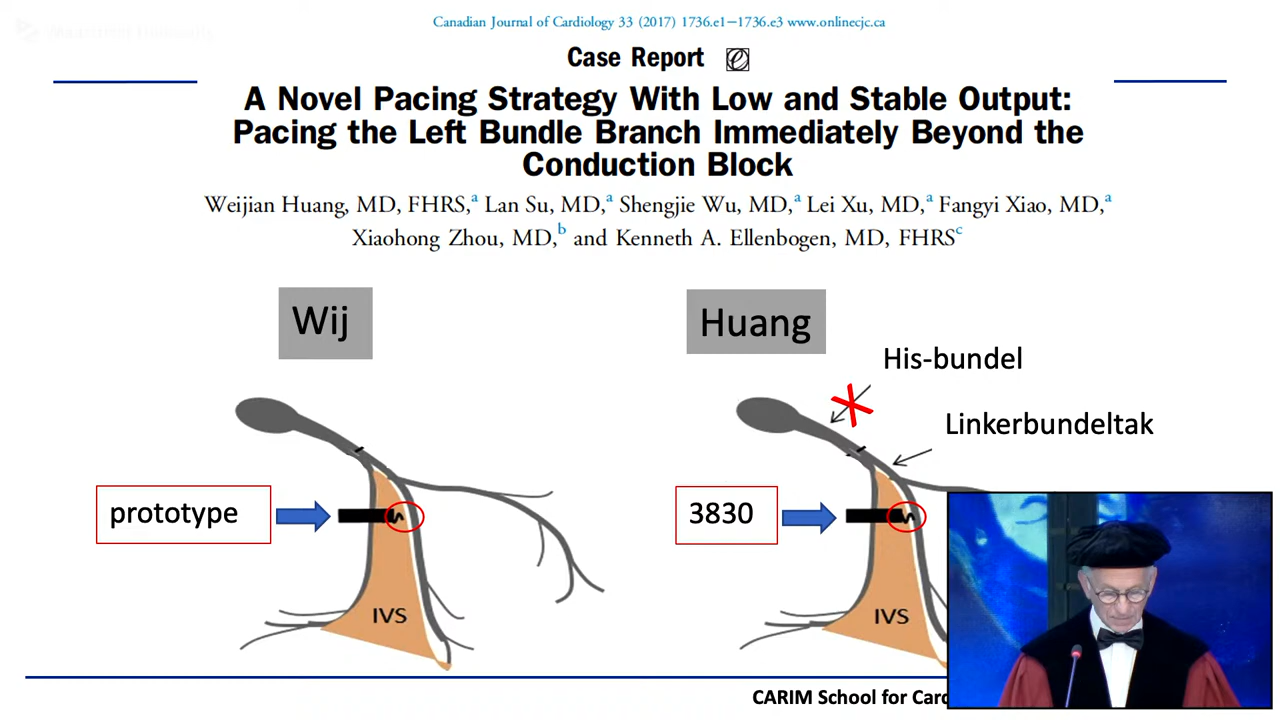 Canadian Journal of Cardiology 33 (2017) 1736.e1−1736.e3 www.onlinecjc.ca
Case Report
A Novel Pacing Strategy With Low and Stable Output:
Pacing the Left Bundle Branch Immediately Beyond the
Conduction Block
Weijian Huang, MD, FHRS,a Lan Su, MD,a Shengjie Wu, MD,a Lei Xu, MD,a Fangyi Xiao, MD,a
Xiaohong Zhou, MD,b and Kenneth A. Ellenbogen, MD, FHRSc
Wij
Huang
His-bundel
Linkerbundeltak
prototype
3830
IVS
IVS
CARIM School for